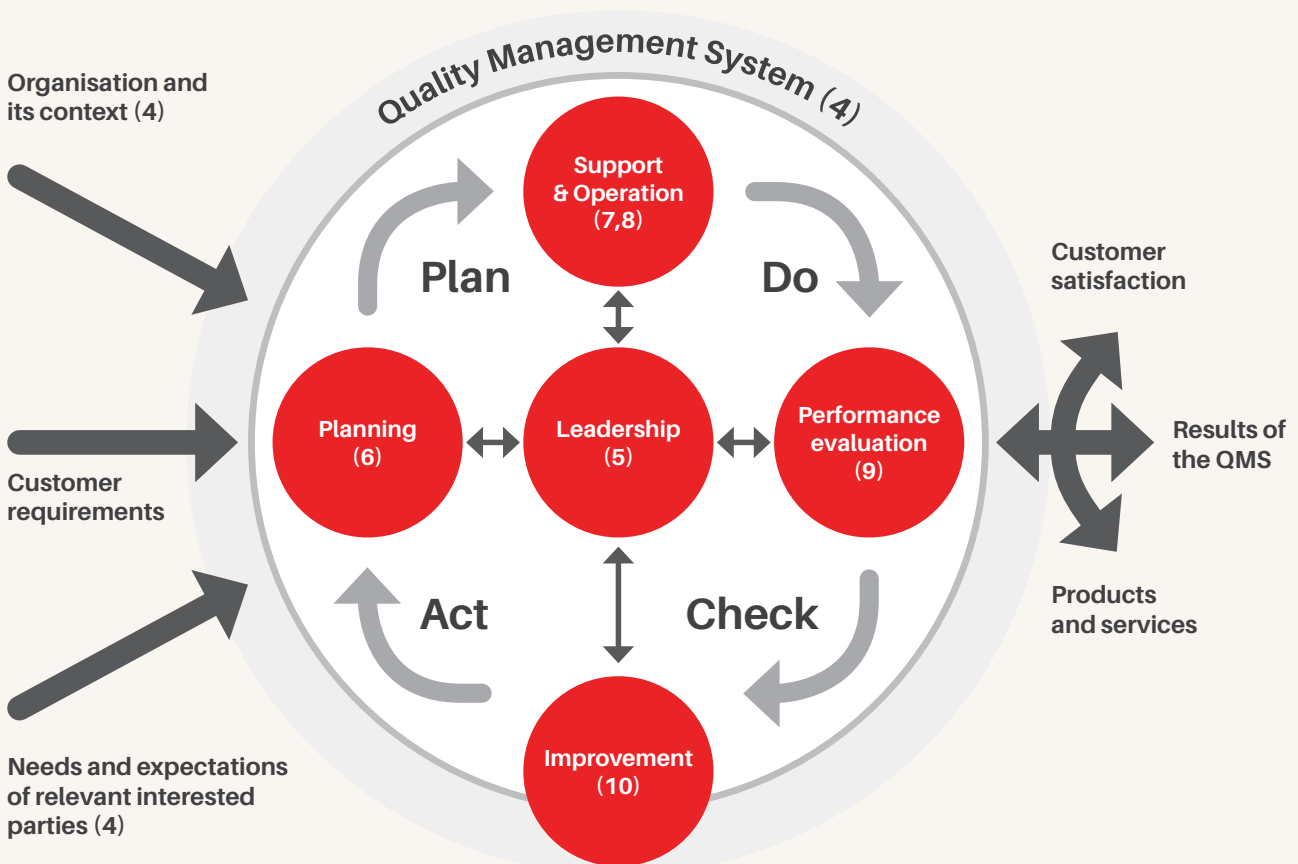 Quality Management System (4)
Organisation and
its context (4)
Support
& Operation
(7,8)
Plan
Do
Customer
satisfaction
Planning
(6)
Leadership
(5)
Performance
evaluation
(9)
Results of
the QMS
Customer
requirements
Act
Check
Products
and services
Improvement
(10)
Needs and expectations
of relevant interested
parties (4)